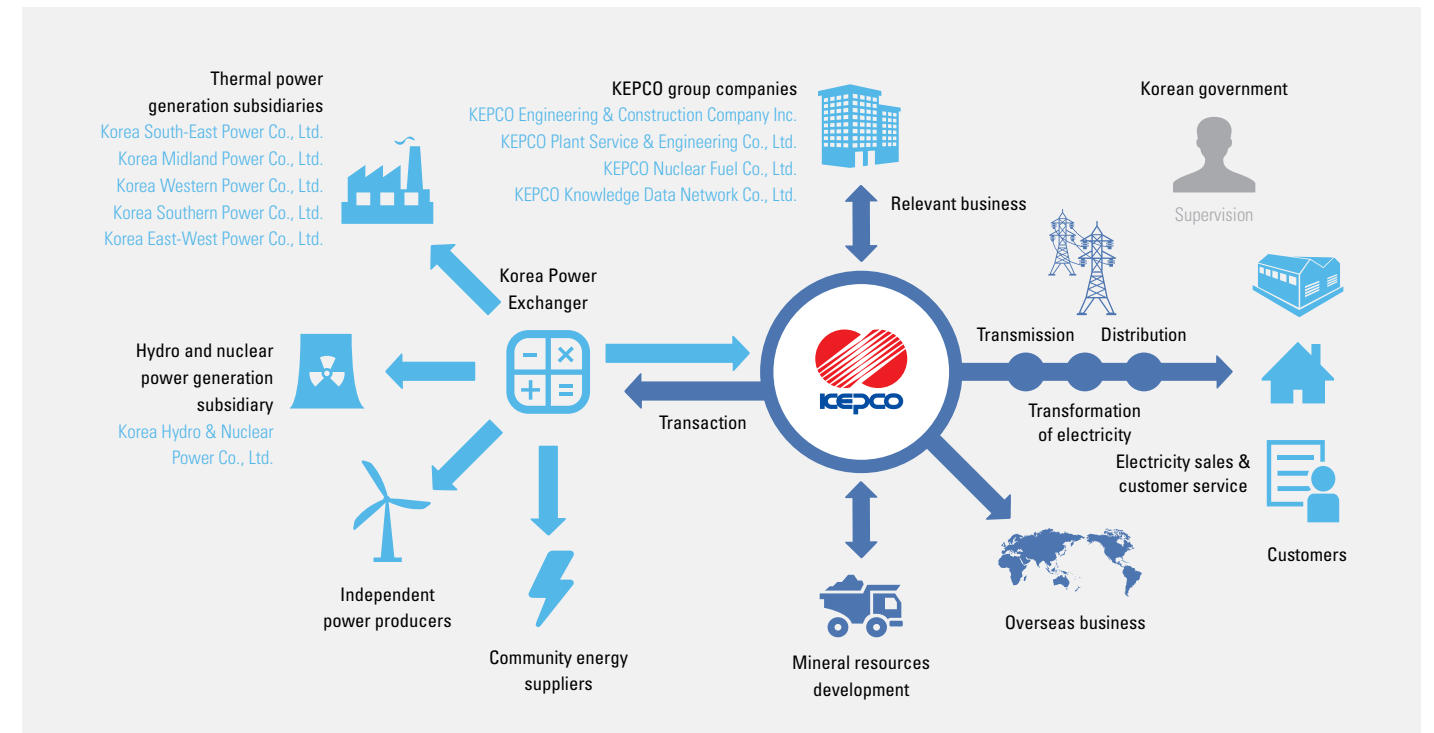 Thermal power
generation subsidiaries
Korea South-East Power Co., Ltd.
Korea Midland Power Co., Ltd.
Korea Western Power Co., Ltd.
Korea Southern Power Co., Ltd.
Korea East-West Power Co., Ltd.
KEPCO group companies
KEPCO Engineering & Construction Company Inc.
KEPCO Plant Service & Engineering Co., Ltd.
KEPCO Nuclear Fuel Co., Ltd.
KEPCO Knowledge Data Network Co., Ltd.
Relevant business
Korean government
Supervision
Korea Power
Exchanger
Hydro and nuclear
power generation
subsidiary
Korea Hydro & Nuclear
Power Co., Ltd.
Transaction
KEPCO
Transmission
Distribution
Transformation
of electricity
Electricity sales &
customer service
Customers
Independent
power producers
Community energy
suppliers
Mineral resources
development
Overseas business